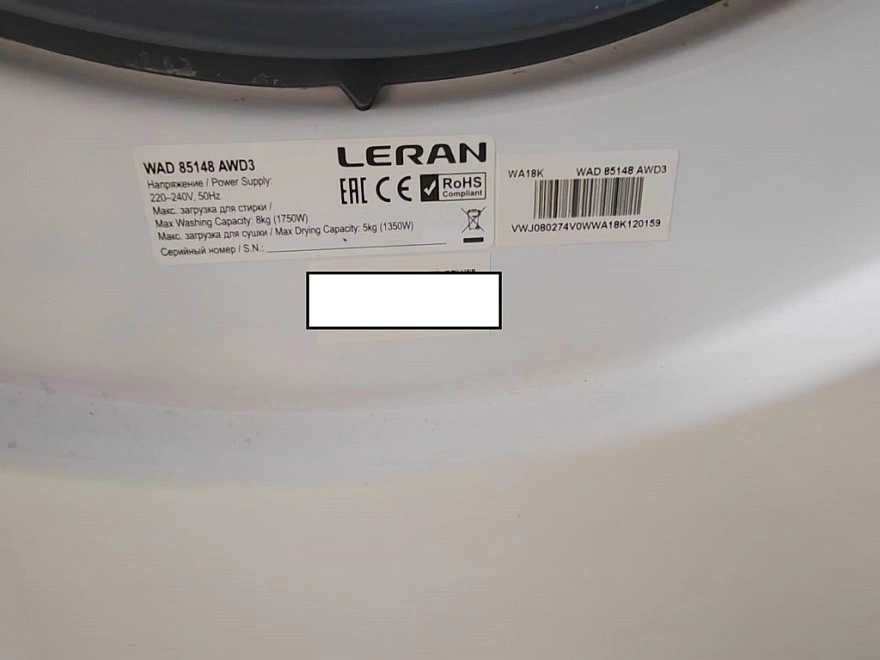 LERAN
WAD 85148 AWD3
Напряжение / Power Supply:
220–240V, 50Hz
Макс. загрузка для стирки /
Max Washing Capacity: 8kg (1750W)
Макс. загрузка для сушки / Max Drying Capacity: 5kg (1350W)
Серийный номер / S.N.:
EAC CE RoHS
Compliant
WA18K WAD 85148 AWD3
VWJ080274V0WWA18K120159